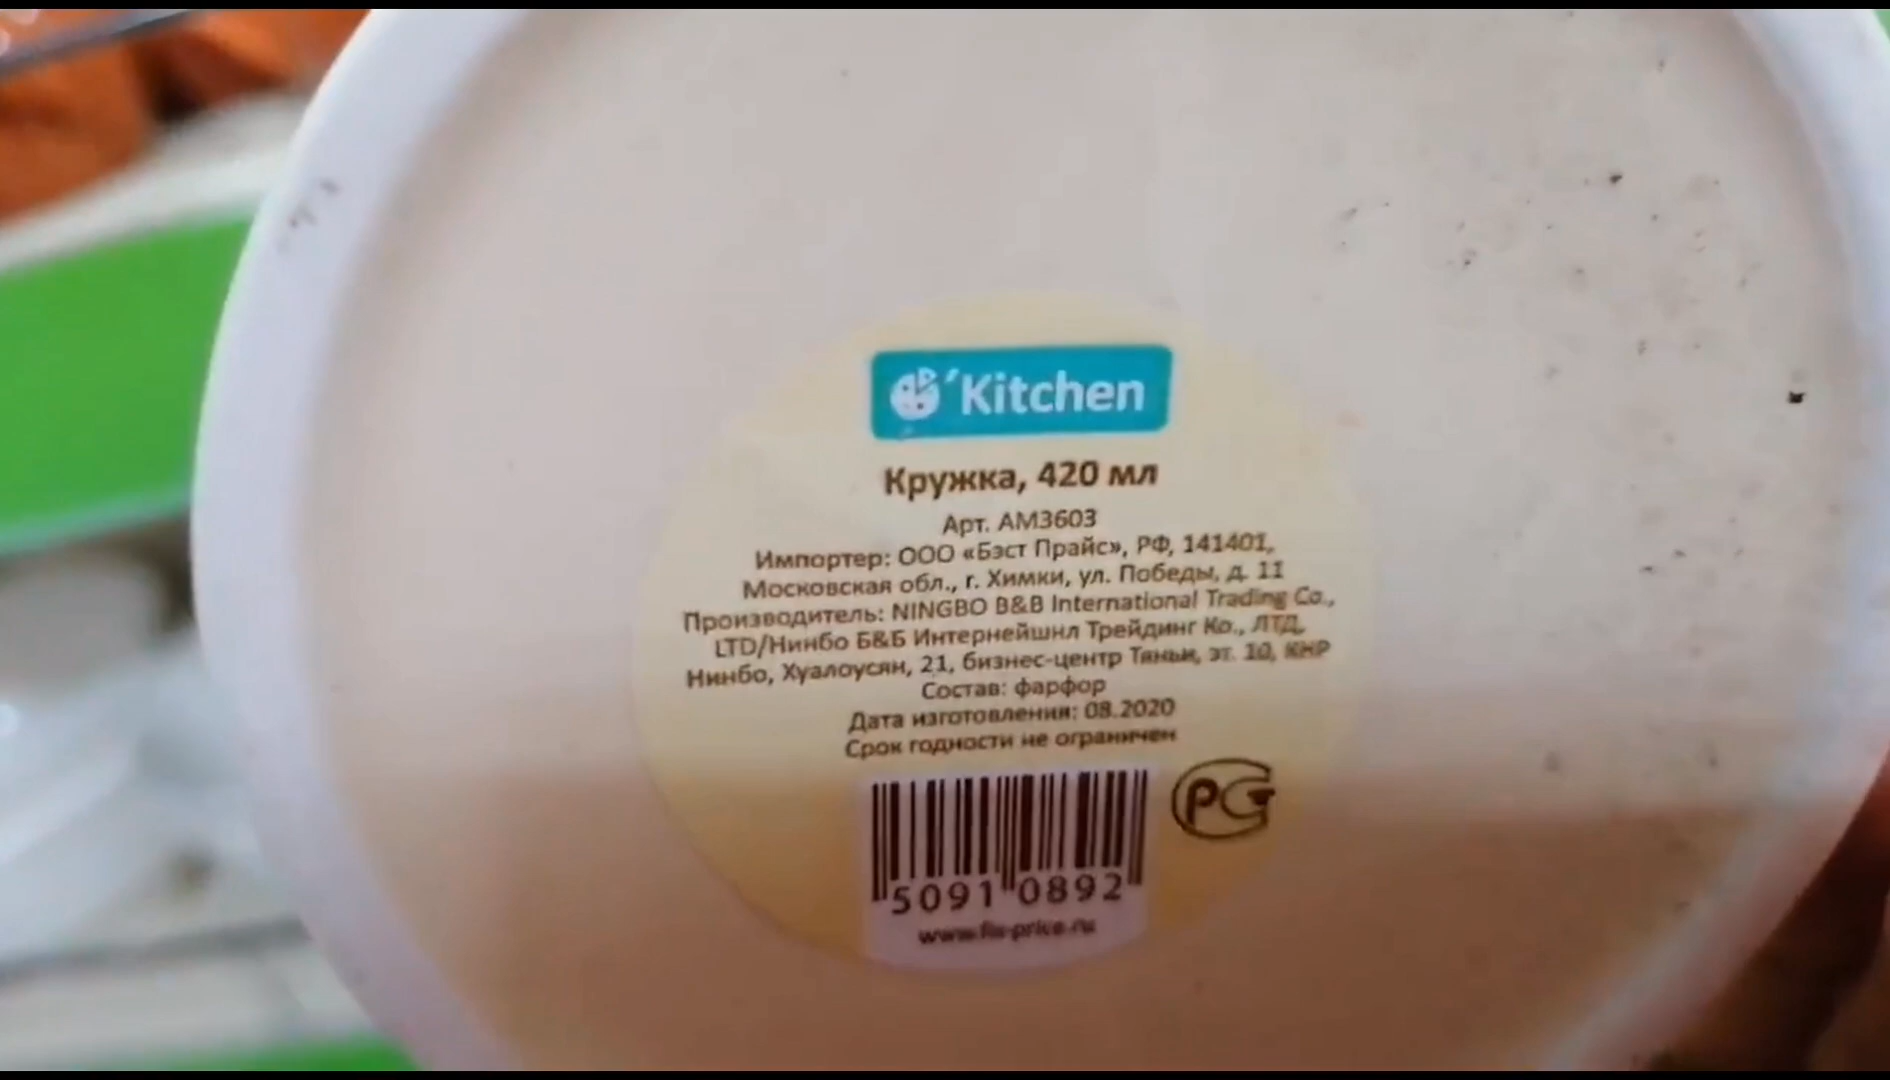 'Kitchen
Кружка, 420 мл
Арт. АМ3603
Импортер: ООО «Бэст Прайс», РФ, 141401,
Московская обл., г. Химки, ул. Победы, д. 11
Производитель: NINGBO B&B International Trading Co.,
LTD/Нинбо Б&Б Интернейшнл Трейдинг Ко., ЛТД,
Нинбо, Хуалоусян, 21, бизнес-центр Тяньи, эт. 10, КНР
Состав: фарфор
Дата изготовления: 08.2020
Срок годности не ограничен
РG
5091 0892
www.fix-price.ru